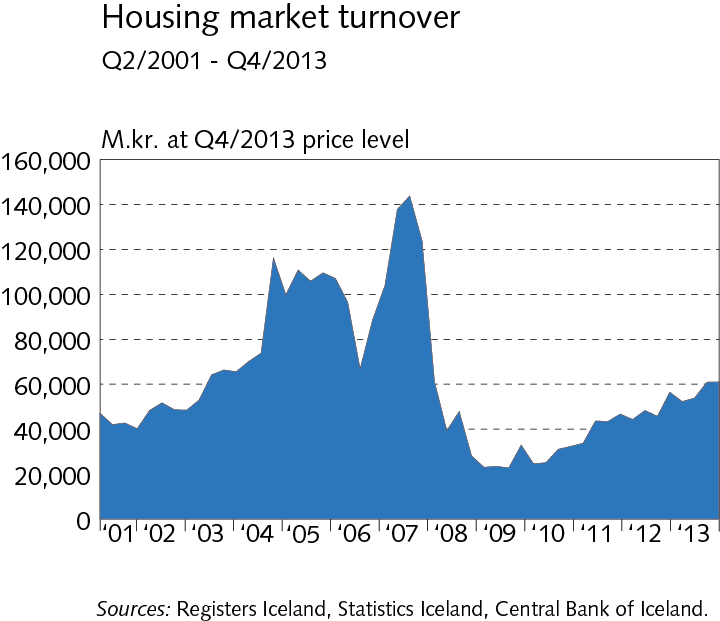 Housing market turnover
Q2/2001 - Q4/2013
M.kr. at Q4/2013 price level
160,000
140,000
120,000
100,000
80,000
60,000
40,000
20,000
0
‘01 ‘02 ‘03 ‘04 ‘05 ‘06 ‘07 ‘08 ‘09 ‘10 ‘11 ‘12 ‘13
Sources: Registers Iceland, Statistics Iceland, Central Bank of Iceland.